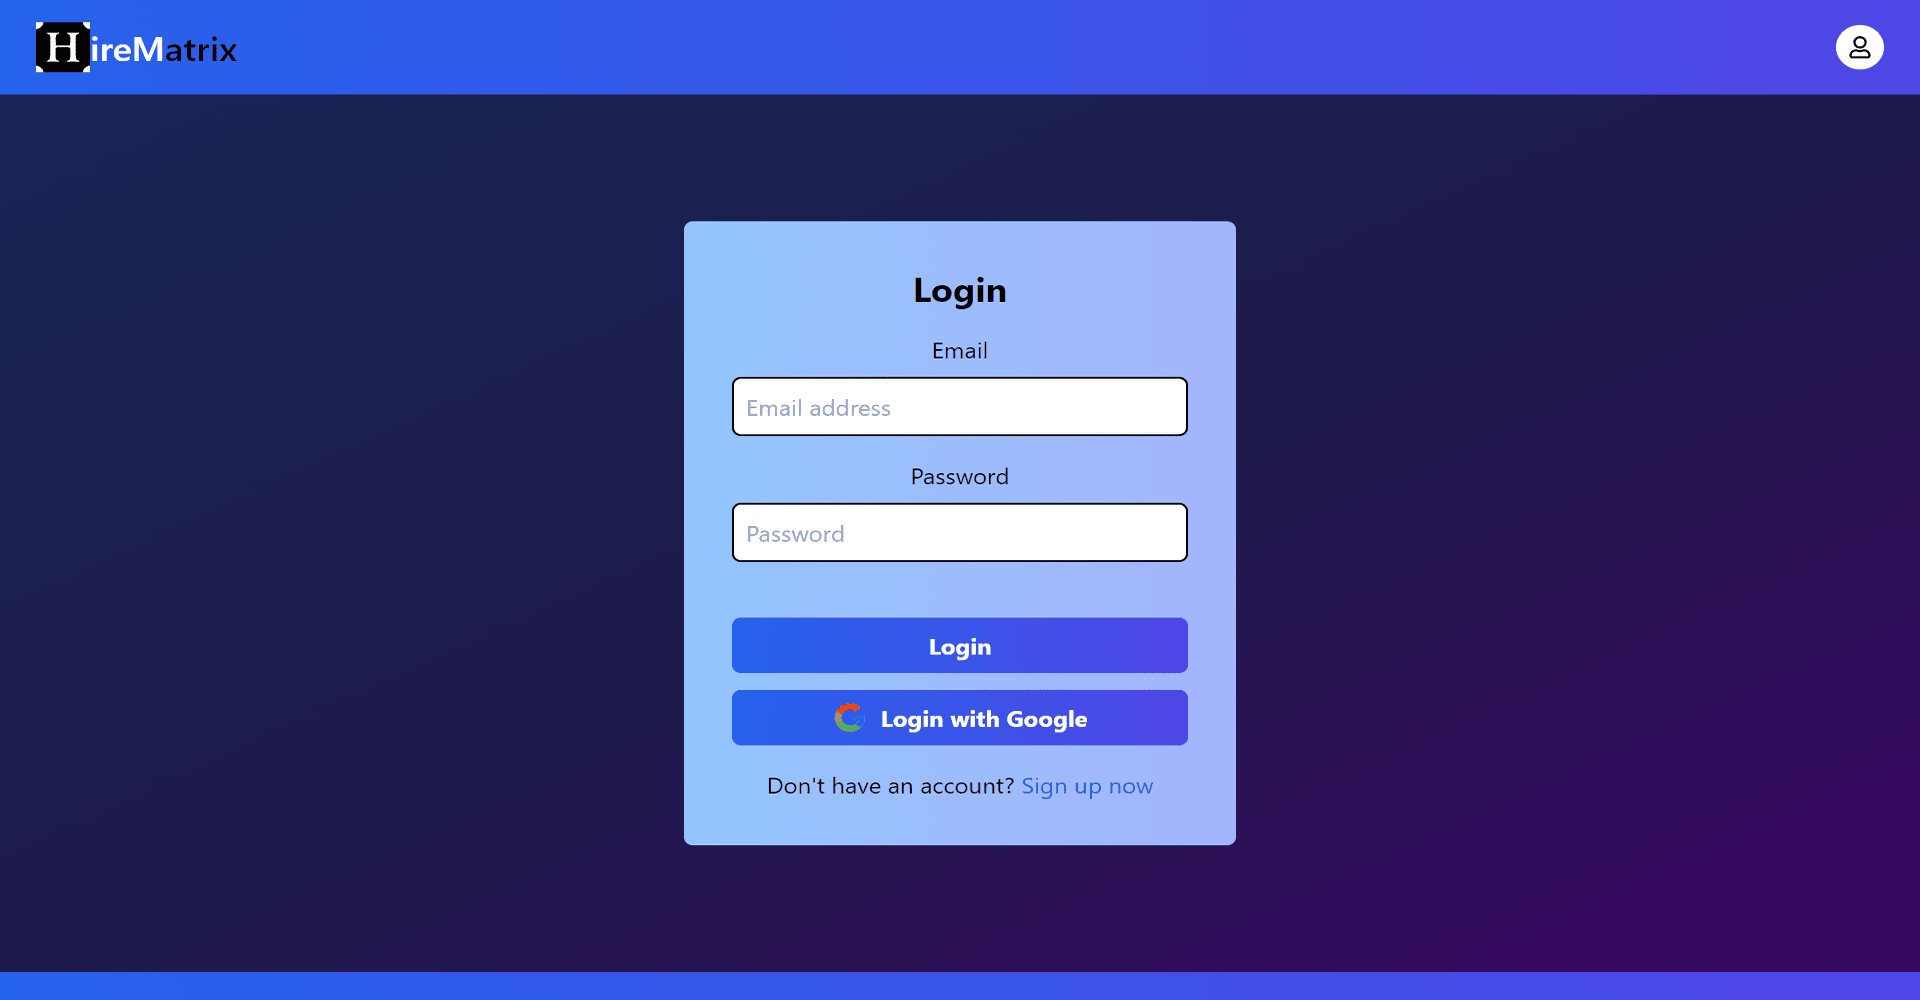 HireMatrix
Login
Email
Email address
Password
Password
Login
Login with Google
Don't have an account? Sign up now